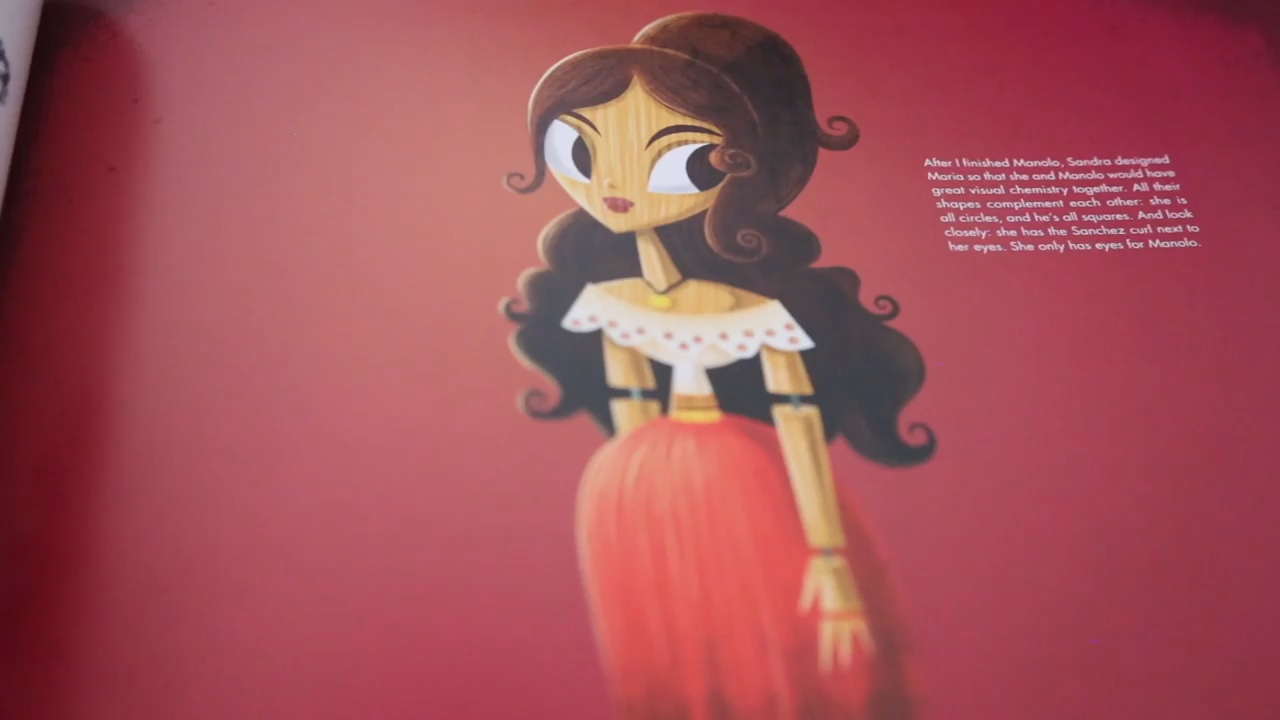 After I finished Manolo, Sandra designed
Maria so that she and Manolo would have
great visual chemistry together. All their
shapes complement each other: she is
all circles, and he's all squares. And look
closely: she has the Sanchez curl next to
her eyes. She only has eyes for Manolo.